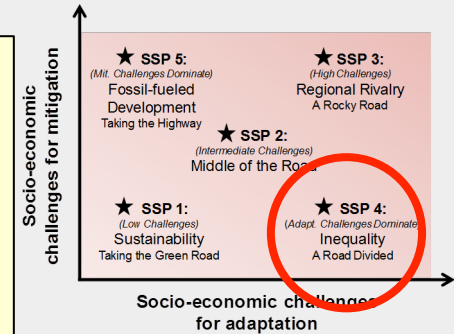 Socio-economic
challenges for mitigation
SSP 5:
(Mit. Challenges Dominate)
Fossil-fueled
Development
Taking the Highway
SSP 3:
(High Challenges)
Regional Rivalry
A Rocky Road
SSP 2:
(Intermediate Challenges)
Middle of the Road
SSP 1:
(Low Challenges)
Sustainability
Taking the Green Road
SSP 4:
(Adapt. Challenges Dominate)
Inequality
A Road Divided
Socio-economic challenges
for adaptation